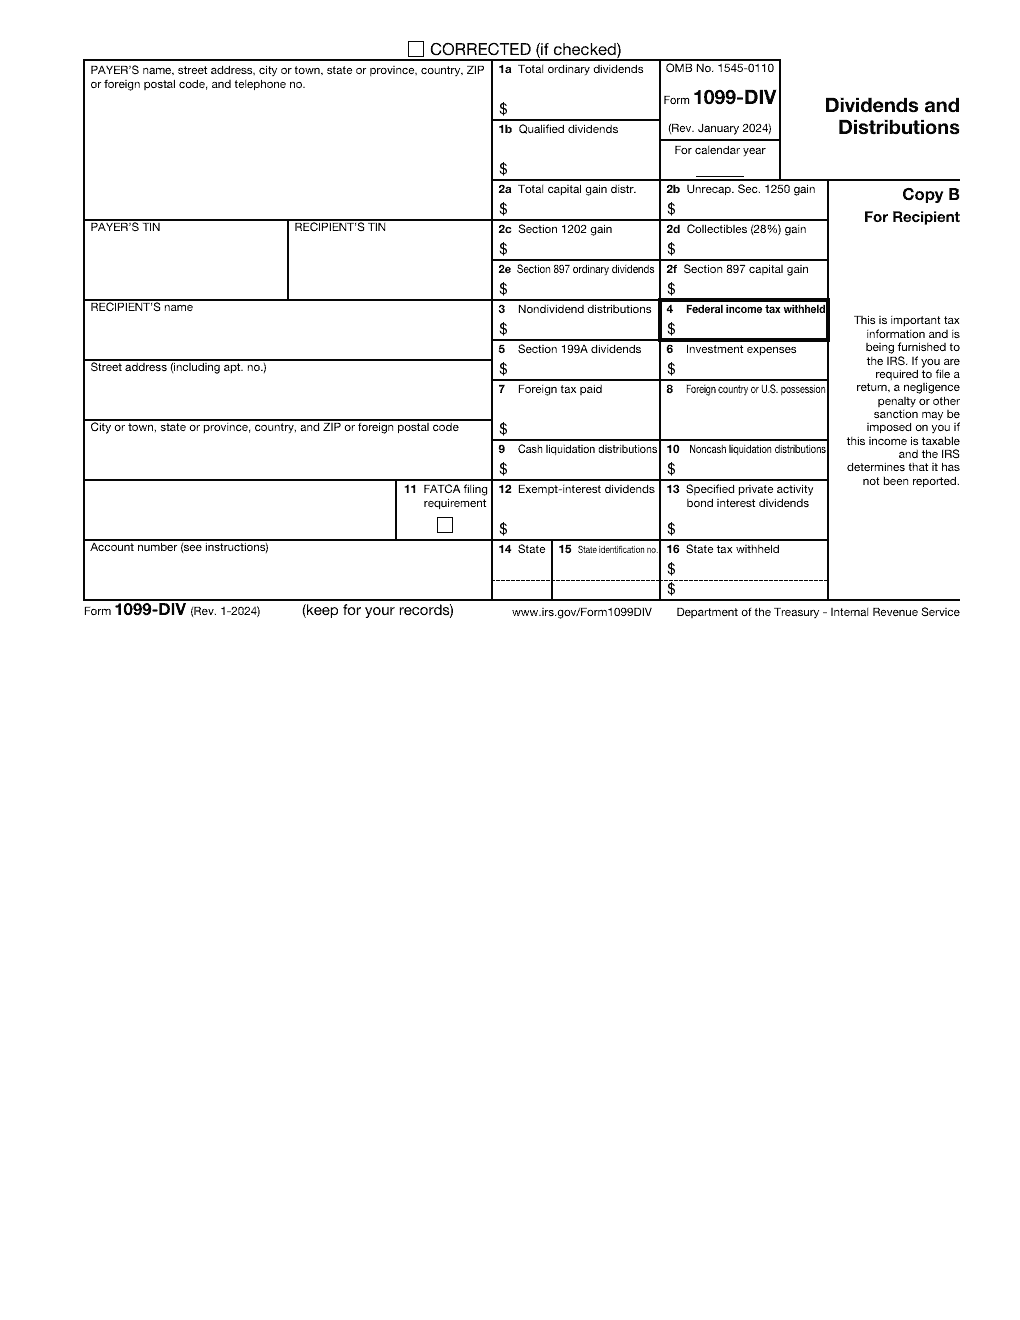 CORRECTED (if checked)
PAYER'S name, street address, city or town, state or province, country, ZIP
or foreign postal code, and telephone no.
1a Total ordinary dividends
$
1b Qualified dividends
$
OMB No. 1545-0110
Form 1099-DIV
(Rev. January 2024)
For calendar year
Dividends and
Distributions
2a Total capital gain distr.
$
2b Unrecap. Sec. 1250 gain
$
Copy B
For Recipient
PAYER'S TIN
RECIPIENT'S TIN
2c Section 1202 gain
$
2d Collectibles (28%) gain
$
2e Section 897 ordinary dividends
$
2f Section 897 capital gain
$
RECIPIENT'S name
3 Nondividend distributions
$
4 Federal income tax withheld
$
This is important tax
information and is
being furnished to
the IRS. If you are
required to file a
return, a negligence
penalty or other
sanction may be
imposed on you if
this income is taxable
and the IRS
determines that it has
not been reported.
5 Section 199A dividends
$
6 Investment expenses
$
Street address (including apt. no.)
7 Foreign tax paid
$
8 Foreign country or U.S. possession
City or town, state or province, country, and ZIP or foreign postal code
9 Cash liquidation distributions
$
10 Noncash liquidation distributions
$
11 FATCA filing
requirement
12 Exempt-interest dividends
$
13 Specified private activity
bond interest dividends
$
Account number (see instructions)
14 State
15 State identification no.
16 State tax withheld
$
$
Form 1099-DIV (Rev. 1-2024)
(keep for your records)
www.irs.gov/Form1099DIV
Department of the Treasury - Internal Revenue Service